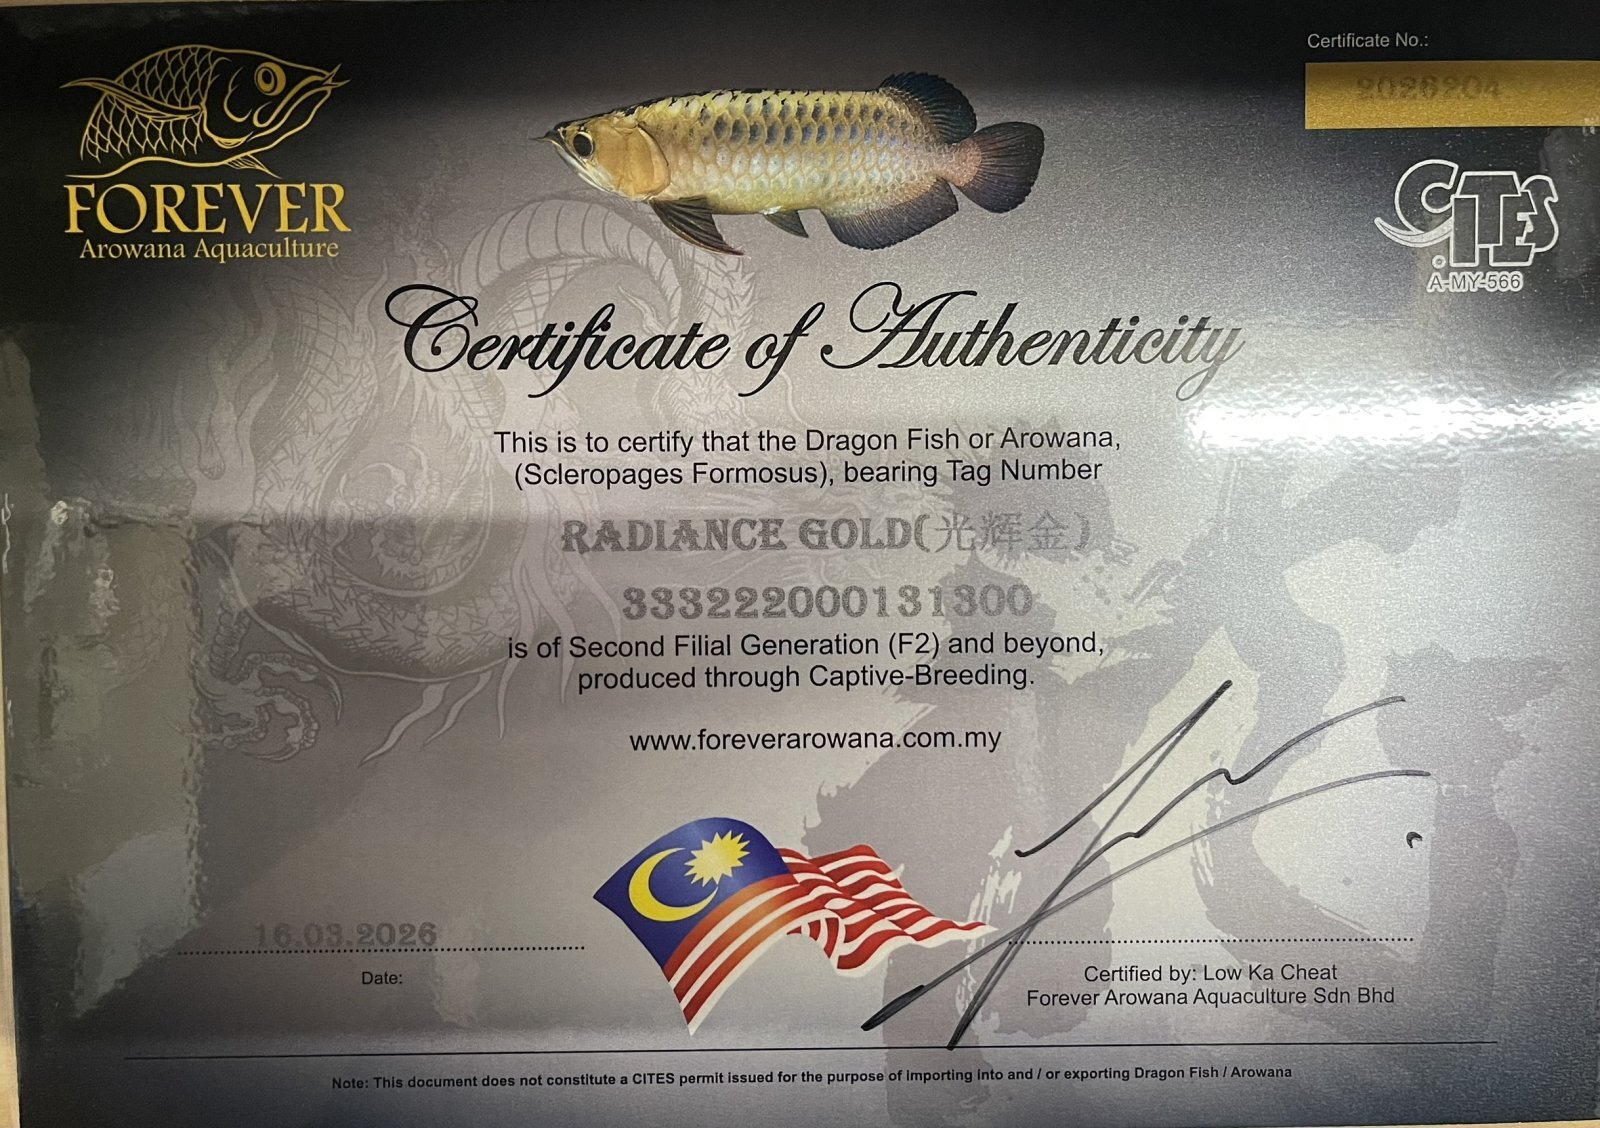 FOREVER
Arowana Aquaculture
Certificate No.:
2026204
CITES
A-MY-566
Certificate of Authenticity
This is to certify that the Dragon Fish or Arowana,
(Scleropages Formosus), bearing Tag Number
RADIANCE GOLD(光辉金)
333222000131300
is of Second Filial Generation (F2) and beyond,
produced through Captive-Breeding.
www.foreverarowana.com.my
16.03.2026
Date:
Certified by: Low Ka Cheat
Forever Arowana Aquaculture Sdn Bhd
Note: This document does not constitute a CITES permit issued for the purpose of importing into and / or exporting Dragon Fish / Arowana